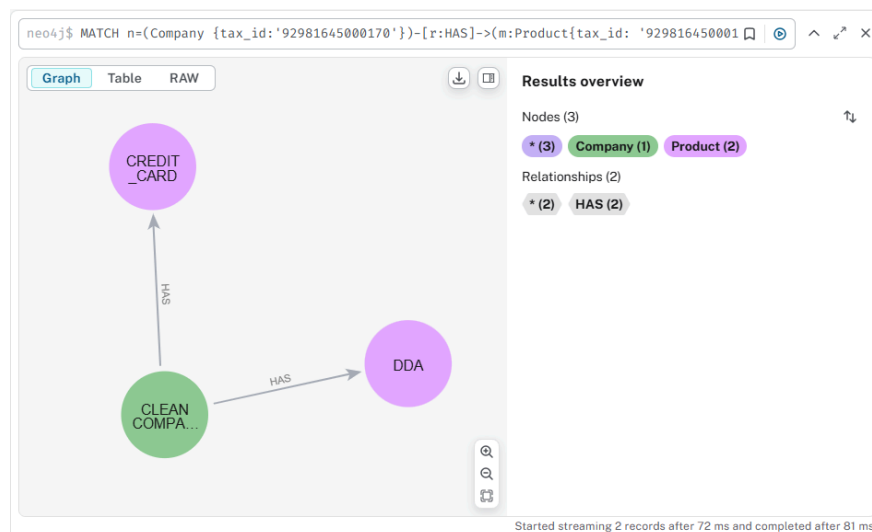 neo4j$ MATCH n=(Company {tax_id:'92981645000170'})-[r:HAS]->(m:Product{tax_id: '929816450001
Graph Table RAW
CREDIT
_CARD
HAS
HAS
DDA
CLEAN
COMPA...
Results overview
Nodes (3)
* (3) Company (1) Product (2)
Relationships (2)
* (2) HAS (2)
Started streaming 2 records after 72 ms and completed after 81 ms